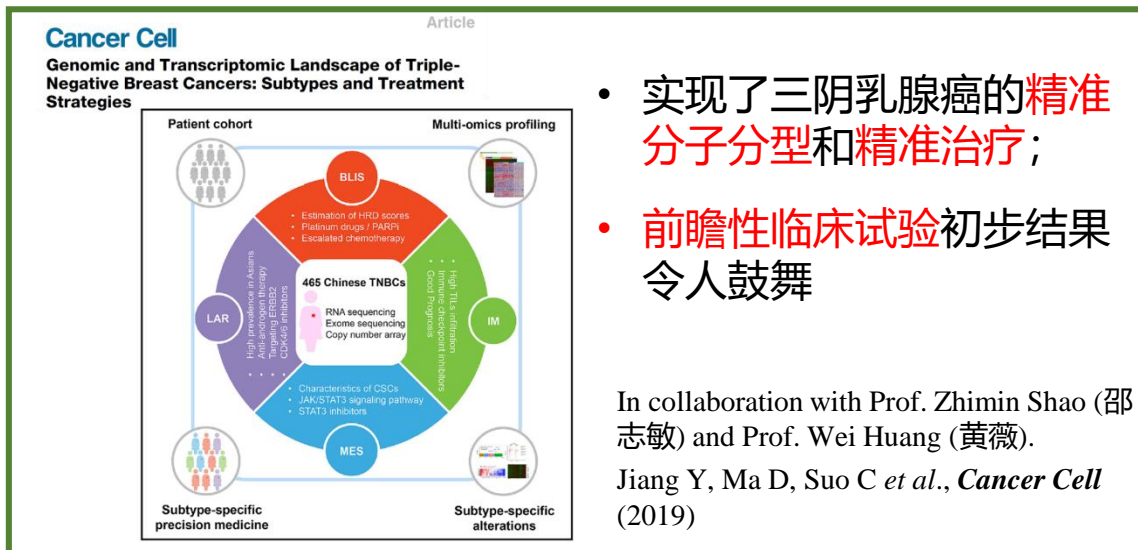 Article
Cancer Cell
Genomic and Transcriptomic Landscape of Triple-
Negative Breast Cancers: Subtypes and Treatment
Strategies
Patient cohort
Multi-omics profiling
BLIS
• Estimation of HRD scores
• Platinum drugs / PARPi
• Escalated chemotherapy
LAR
• High prevalence in Asians
• Anti-androgen therapy
• Targeting ERBB2
• CDK4/6 inhibitors
465 Chinese TNBCs
RNA sequencing
Exome sequencing
Copy number array
• High TILs infiltration
• Immune checkpoint inhibitors
• Good Prognosis
IM
• Characteristics of CSCs
• JAK/STAT3 signaling pathway
• STAT3 inhibitors
MES
Subtype-specific
precision medicine
Subtype-specific
alterations
• 实现了三阴乳腺癌的精准
分子分型和精准治疗；
• 前瞻性临床试验初步结果
令人鼓舞
In collaboration with Prof. Zhimin Shao (邵
志敏) and Prof. Wei Huang (黄薇).
Jiang Y, Ma D, Suo C et al., Cancer Cell
(2019)